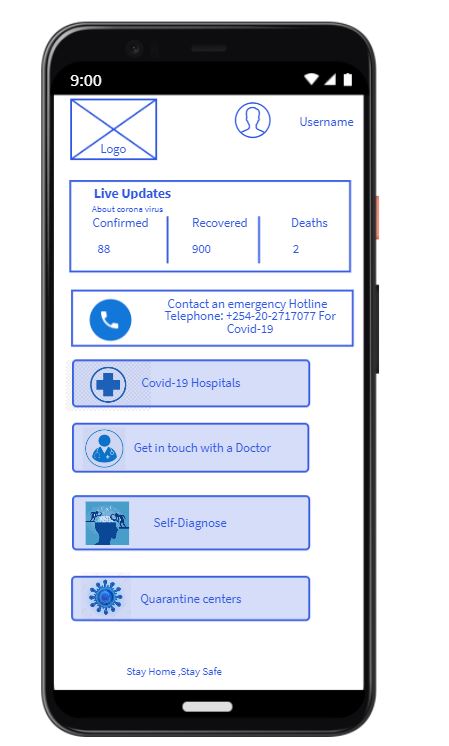 9:00
Logo
Username
Live Updates
About corona virus
Confirmed Recovered Deaths
88 900 2
Contact an emergency Hotline
Telephone: +254-20-2717077 For
Covid-19
Covid-19 Hospitals
Get in touch with a Doctor
Self-Diagnose
Quarantine centers
Stay Home ,Stay Safe